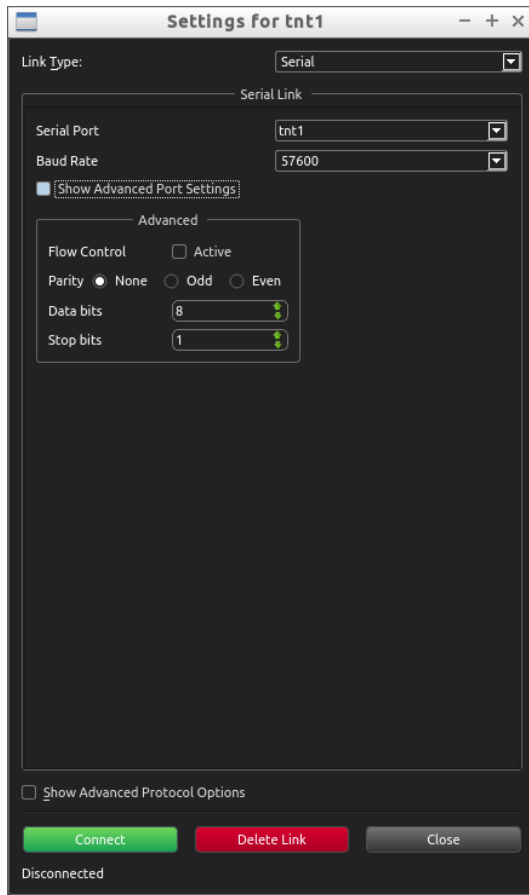 Settings for tnt1
Link Type: Serial
Serial Link
Serial Port tnt1
Baud Rate 57600
Show Advanced Port Settings
Advanced
Flow Control Active
Parity None Odd Even
Data bits 8
Stop bits 1
Show Advanced Protocol Options
Connect Delete Link Close
Disconnected